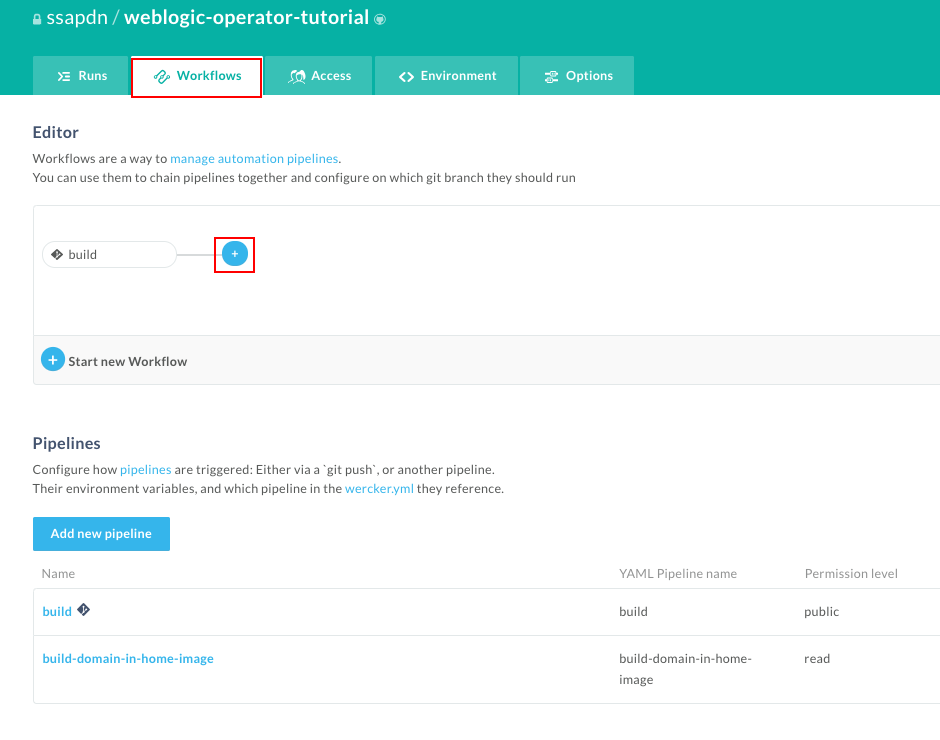 ssapdn / weblogic-operator-tutorial
Runs
Workflows
Access
Environment
Options
Editor
Workflows are a way to manage automation pipelines.
You can use them to chain pipelines together and configure on which git branch they should run
build
+
+ Start new Workflow
Pipelines
Configure how pipelines are triggered: Either via a `git push`, or another pipeline.
Their environment variables, and which pipeline in the wercker.yml they reference.
Add new pipeline
Name YAML Pipeline name Permission level
build build public
build-domain-in-home-image build-domain-in-home- read
image